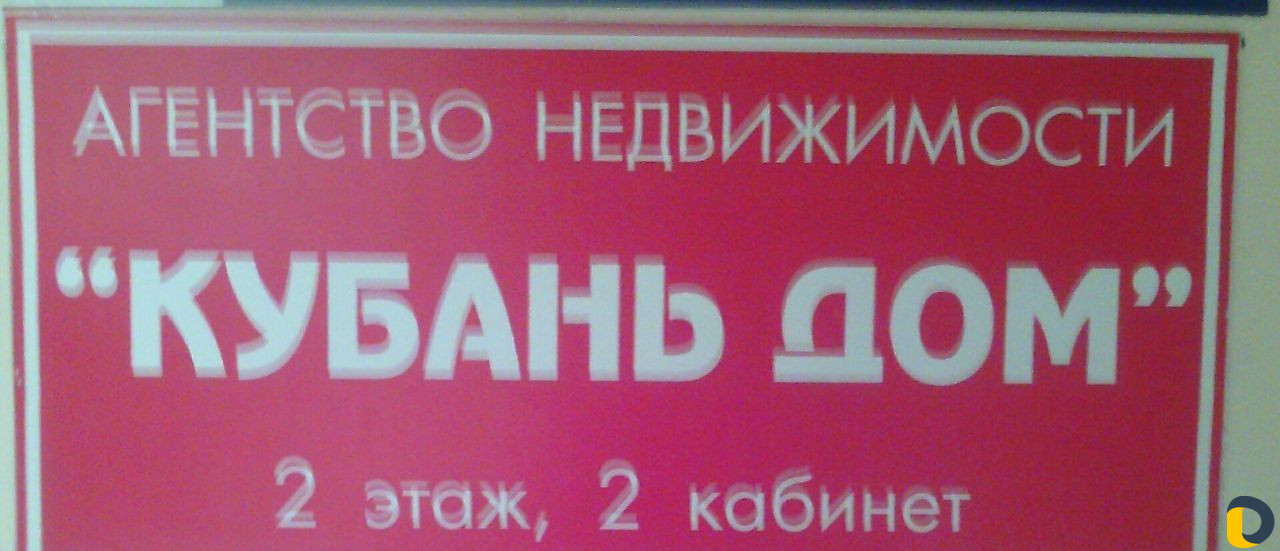 АГЕНТСТВО НЕДВИЖИМОСТИ
“КУБАНЬ ДОМ”
2 этаж, 2 кабинет